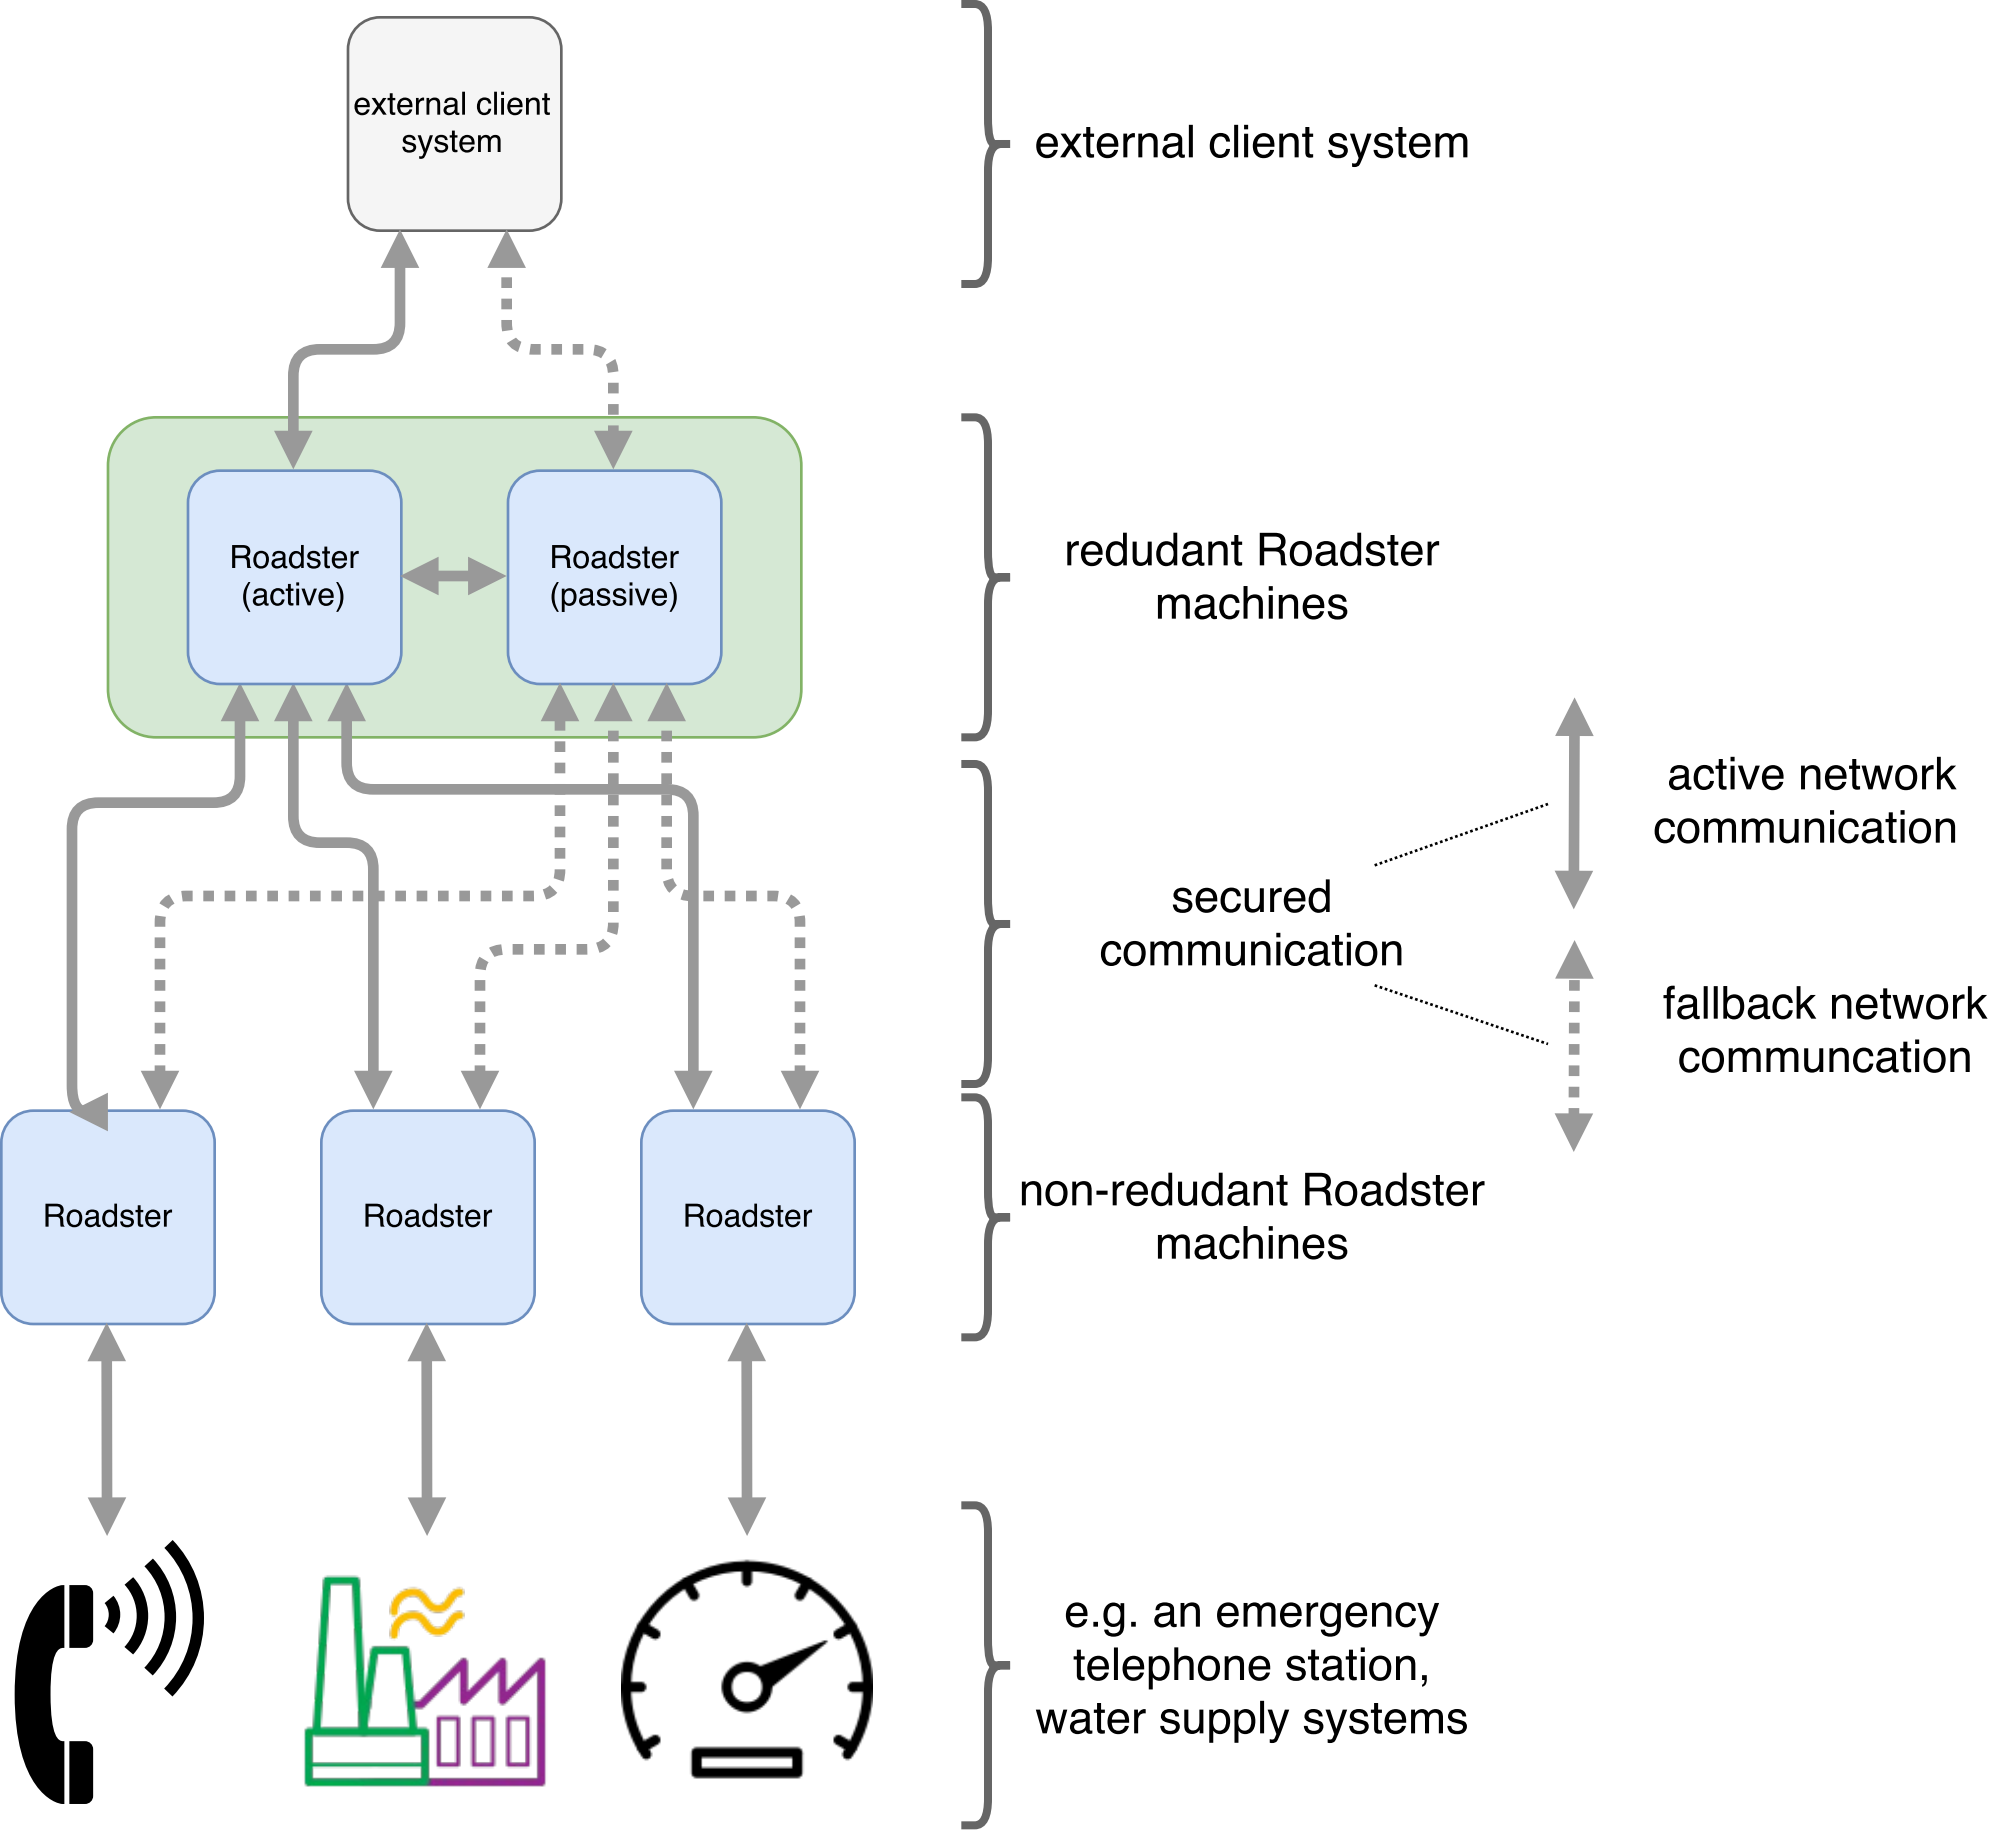 external client
system
external client system
Roadster
(active)
Roadster
(passive)
redudant Roadster
machines
active network
communication
secured
communication
fallback network
communcation
Roadster
Roadster
Roadster
non-redudant Roadster
machines
e.g. an emergency
telephone station,
water supply systems